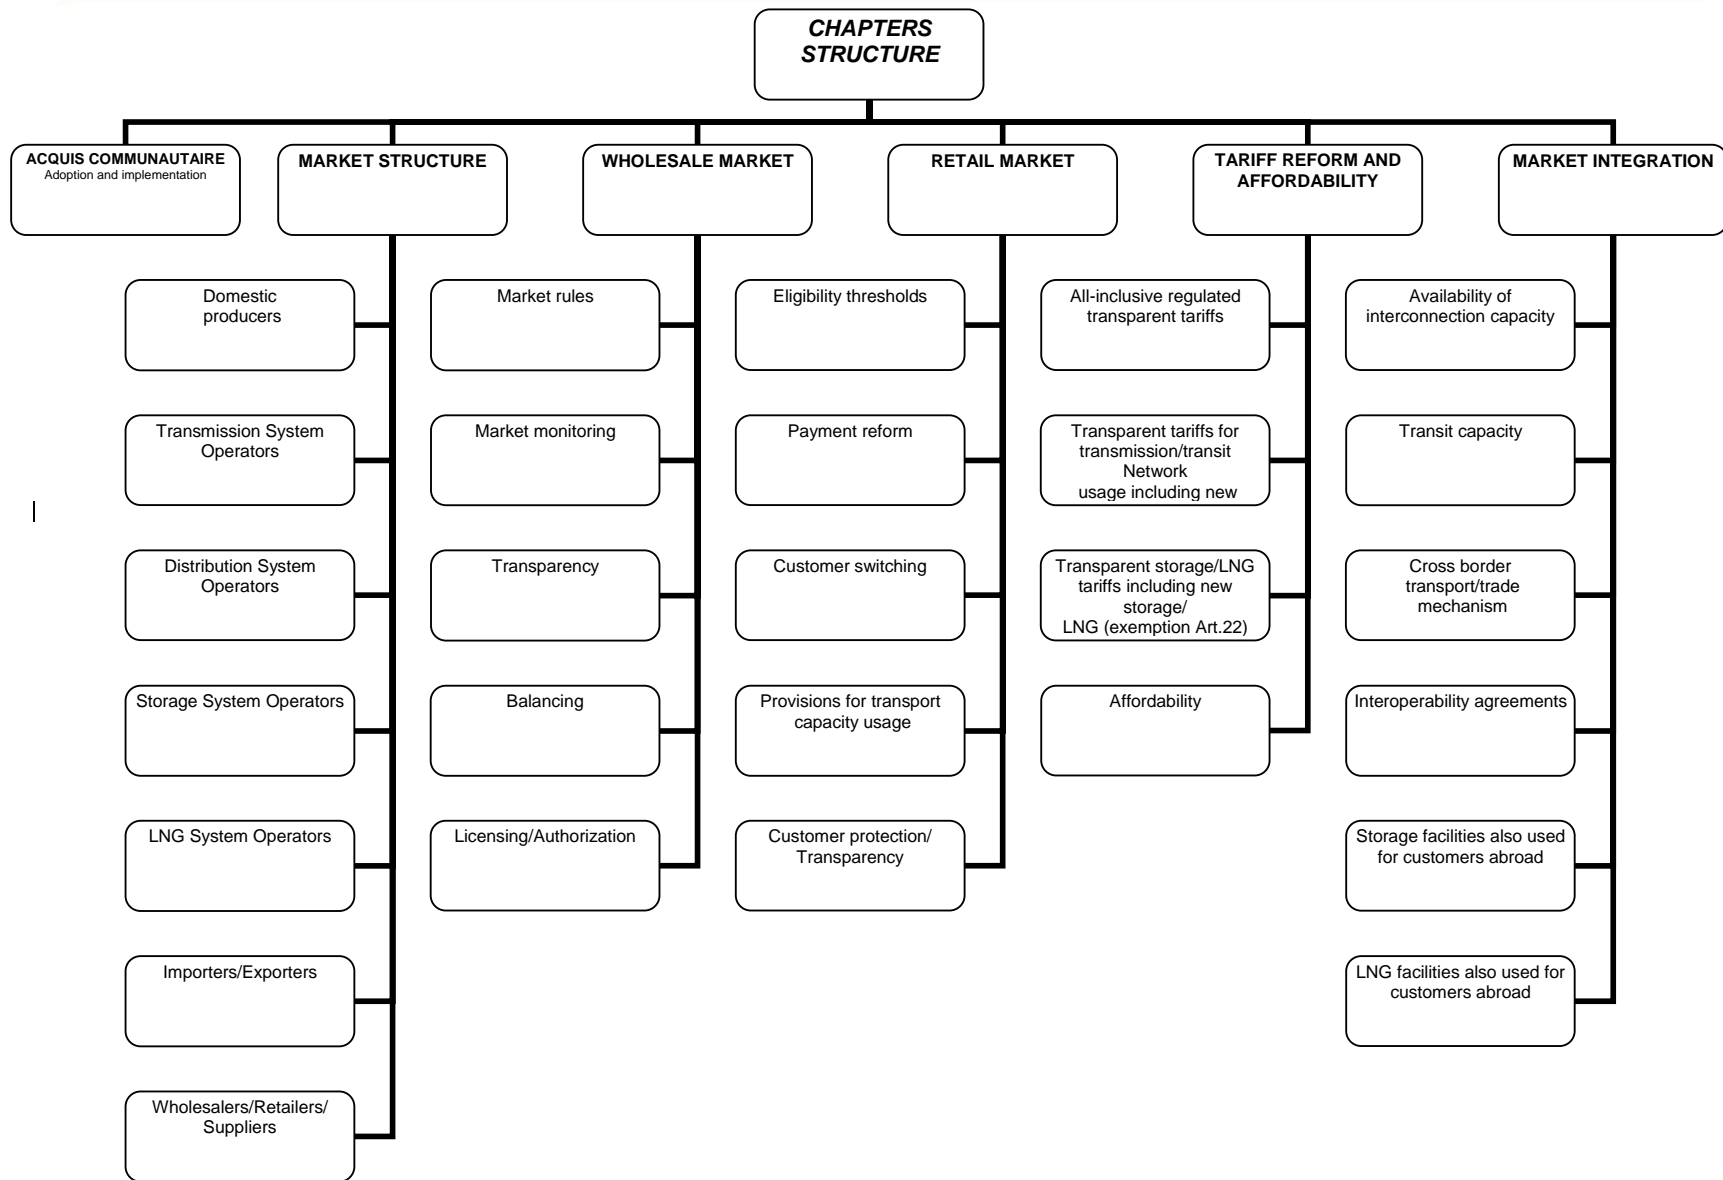 CHAPTERS
STRUCTURE
ACQUIS COMMUNAUTAIRE
Adoption and implementation
MARKET STRUCTURE
WHOLESALE MARKET
RETAIL MARKET
TARIFF REFORM AND
AFFORDABILITY
MARKET INTEGRATION
Domestic
producers
Market rules
Eligibility thresholds
All-inclusive regulated
transparent tariffs
Availability of
interconnection capacity
Transmission System
Operators
Market monitoring
Payment reform
Transparent tariffs for
transmission/transit
Network
usage including new
Transit capacity
Distribution System
Operators
Transparency
Customer switching
Transparent storage/LNG
tariffs including new
storage/
LNG (exemption Art.22)
Cross border
transport/trade
mechanism
Storage System Operators
Balancing
Provisions for transport
capacity usage
Affordability
Interoperability agreements
LNG System Operators
Licensing/Authorization
Customer protection/
Transparency
Storage facilities also used
for customers abroad
Importers/Exporters
LNG facilities also used for
customers abroad
Wholesalers/Retailers/
Suppliers